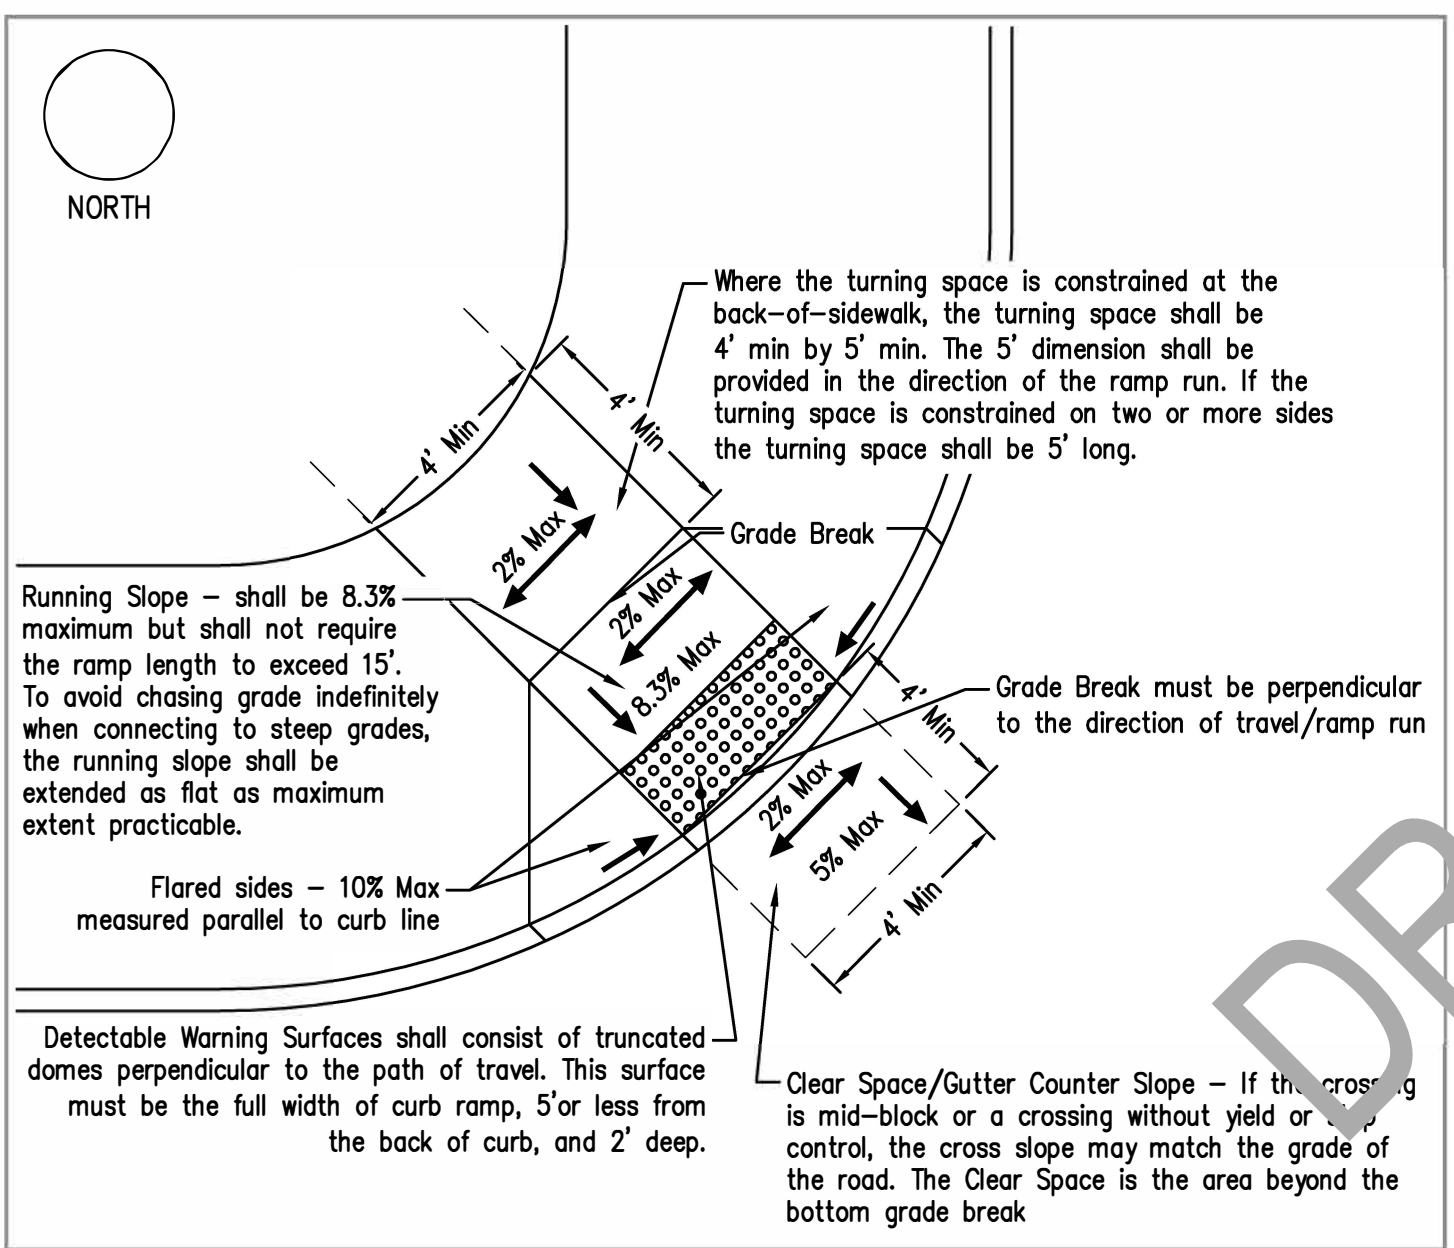 NORTH
Where the turning space is constrained at the
back-of-sidewalk, the turning space shall be
4' min by 5' min. The 5' dimension shall be
provided in the direction of the ramp run. If the
turning space is constrained on two or more sides
the turning space shall be 5' long.
4' Min
4' Min
2% Max
Grade Break
2% Max
8.3% Max
Running Slope - shall be 8.3%
maximum but shall not require
the ramp length to exceed 15'.
To avoid chasing grade indefinitely
when connecting to steep grades,
the running slope shall be
extended as flat as maximum
extent practicable.
Grade Break must be perpendicular
to the direction of travel/ramp run
4' Min
2% Max
5% Max
4' Min
Flared sides - 10% Max
measured parallel to curb line
Detectable Warning Surfaces shall consist of truncated
domes perpendicular to the path of travel. This surface
must be the full width of curb ramp, 5'or less from
the back of curb, and 2' deep.
Clear Space/Gutter Counter Slope - If the crossing
is mid-block or a crossing without yield or stop
control, the cross slope may match the grade of
the road. The Clear Space is the area beyond the
bottom grade break
DR